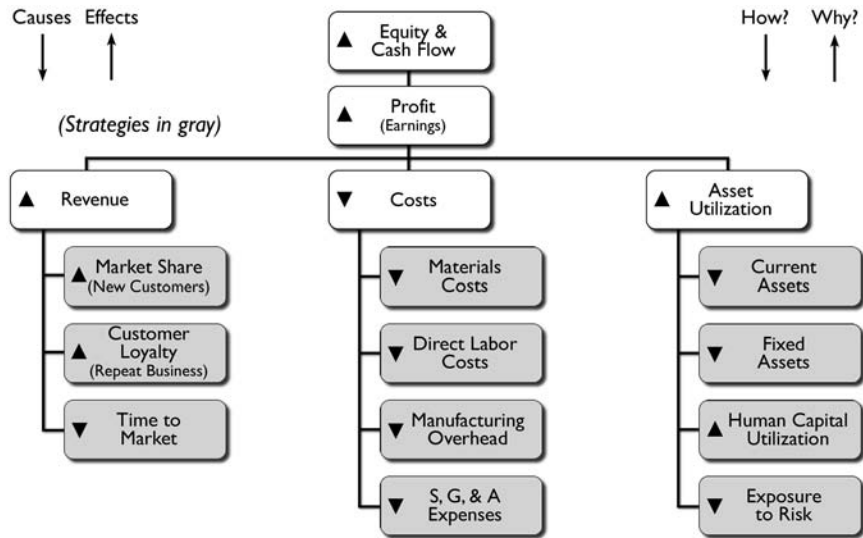 Causes Effects
How? Why?
Equity &
Cash Flow
Profit
(Earnings)
(Strategies in gray)
Revenue
Costs
Asset
Utilization
Market Share
(New Customers)
Customer
Loyalty
(Repeat Business)
Time to
Market
Materials
Costs
Direct Labor
Costs
Manufacturing
Overhead
S, G, & A
Expenses
Current
Assets
Fixed
Assets
Human Capital
Utilization
Exposure
to Risk